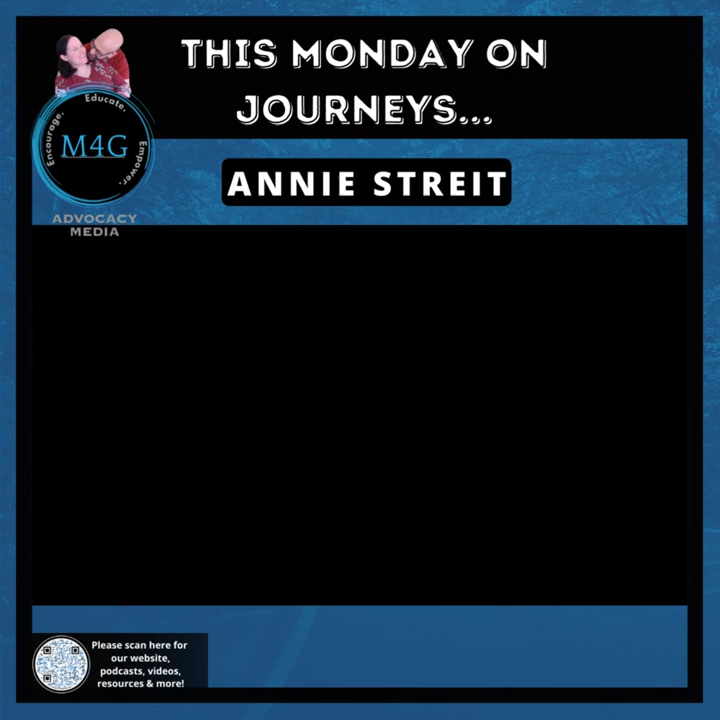 THIS MONDAY ON
JOURNEYS...
Encourage. Educate. Empower.
M4G
ADVOCACY
MEDIA
ANNIE STREIT
Please scan here for
our website,
podcasts, videos,
resources & more!